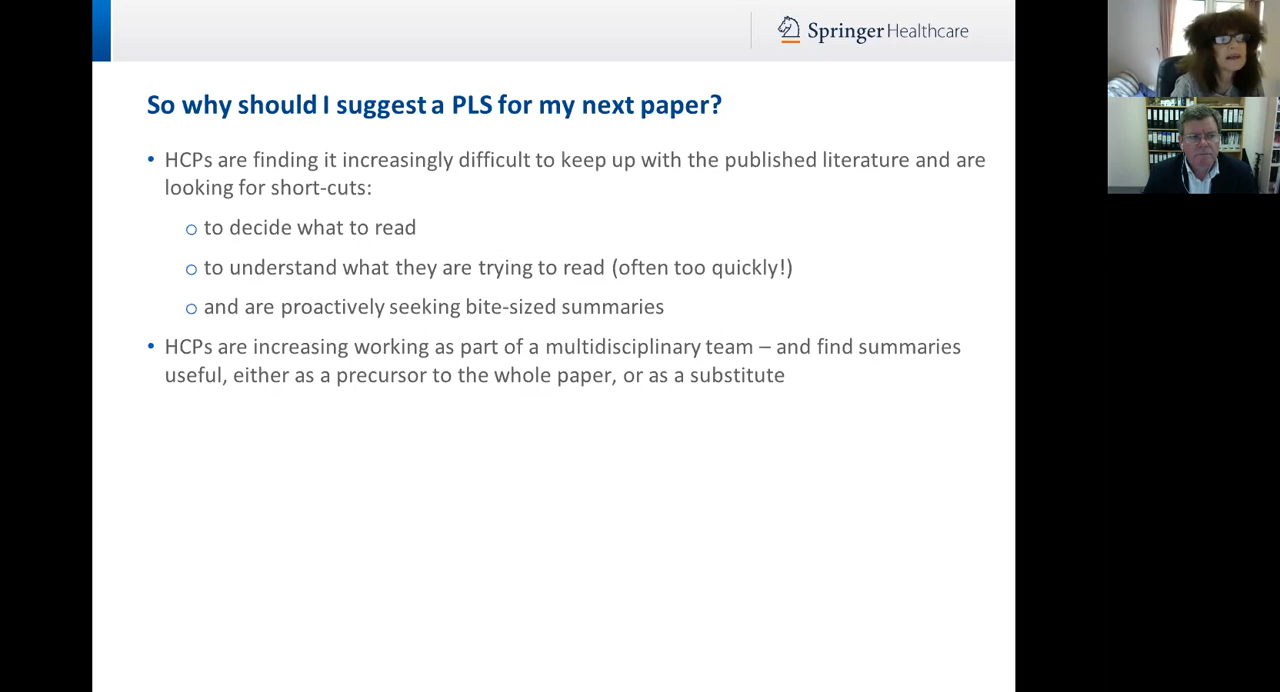 Springer Healthcare
So why should I suggest a PLS for my next paper?
• HCPs are finding it increasingly difficult to keep up with the published literature and are
looking for short-cuts:
o to decide what to read
o to understand what they are trying to read (often too quickly!)
o and are proactively seeking bite-sized summaries
• HCPs are increasing working as part of a multidisciplinary team – and find summaries
useful, either as a precursor to the whole paper, or as a substitute